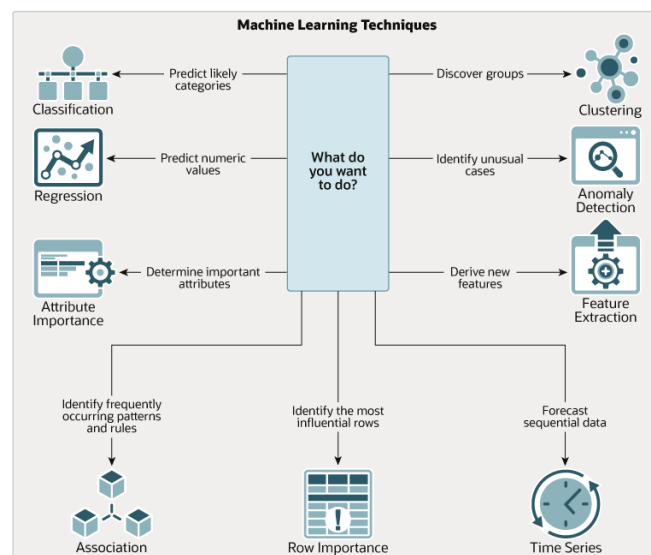 Machine Learning Techniques
Predict likely
categories
Classification
Discover groups
Clustering
What do
you want
to do?
Predict numeric
values
Regression
Identify unusual
cases
Anomaly
Detection
Determine important
attributes
Attribute
Importance
Derive new
features
Feature
Extraction
Identify frequently
occurring patterns
and rules
Association
Identify the most
influential rows
Row Importance
Forecast
sequential data
Time Series